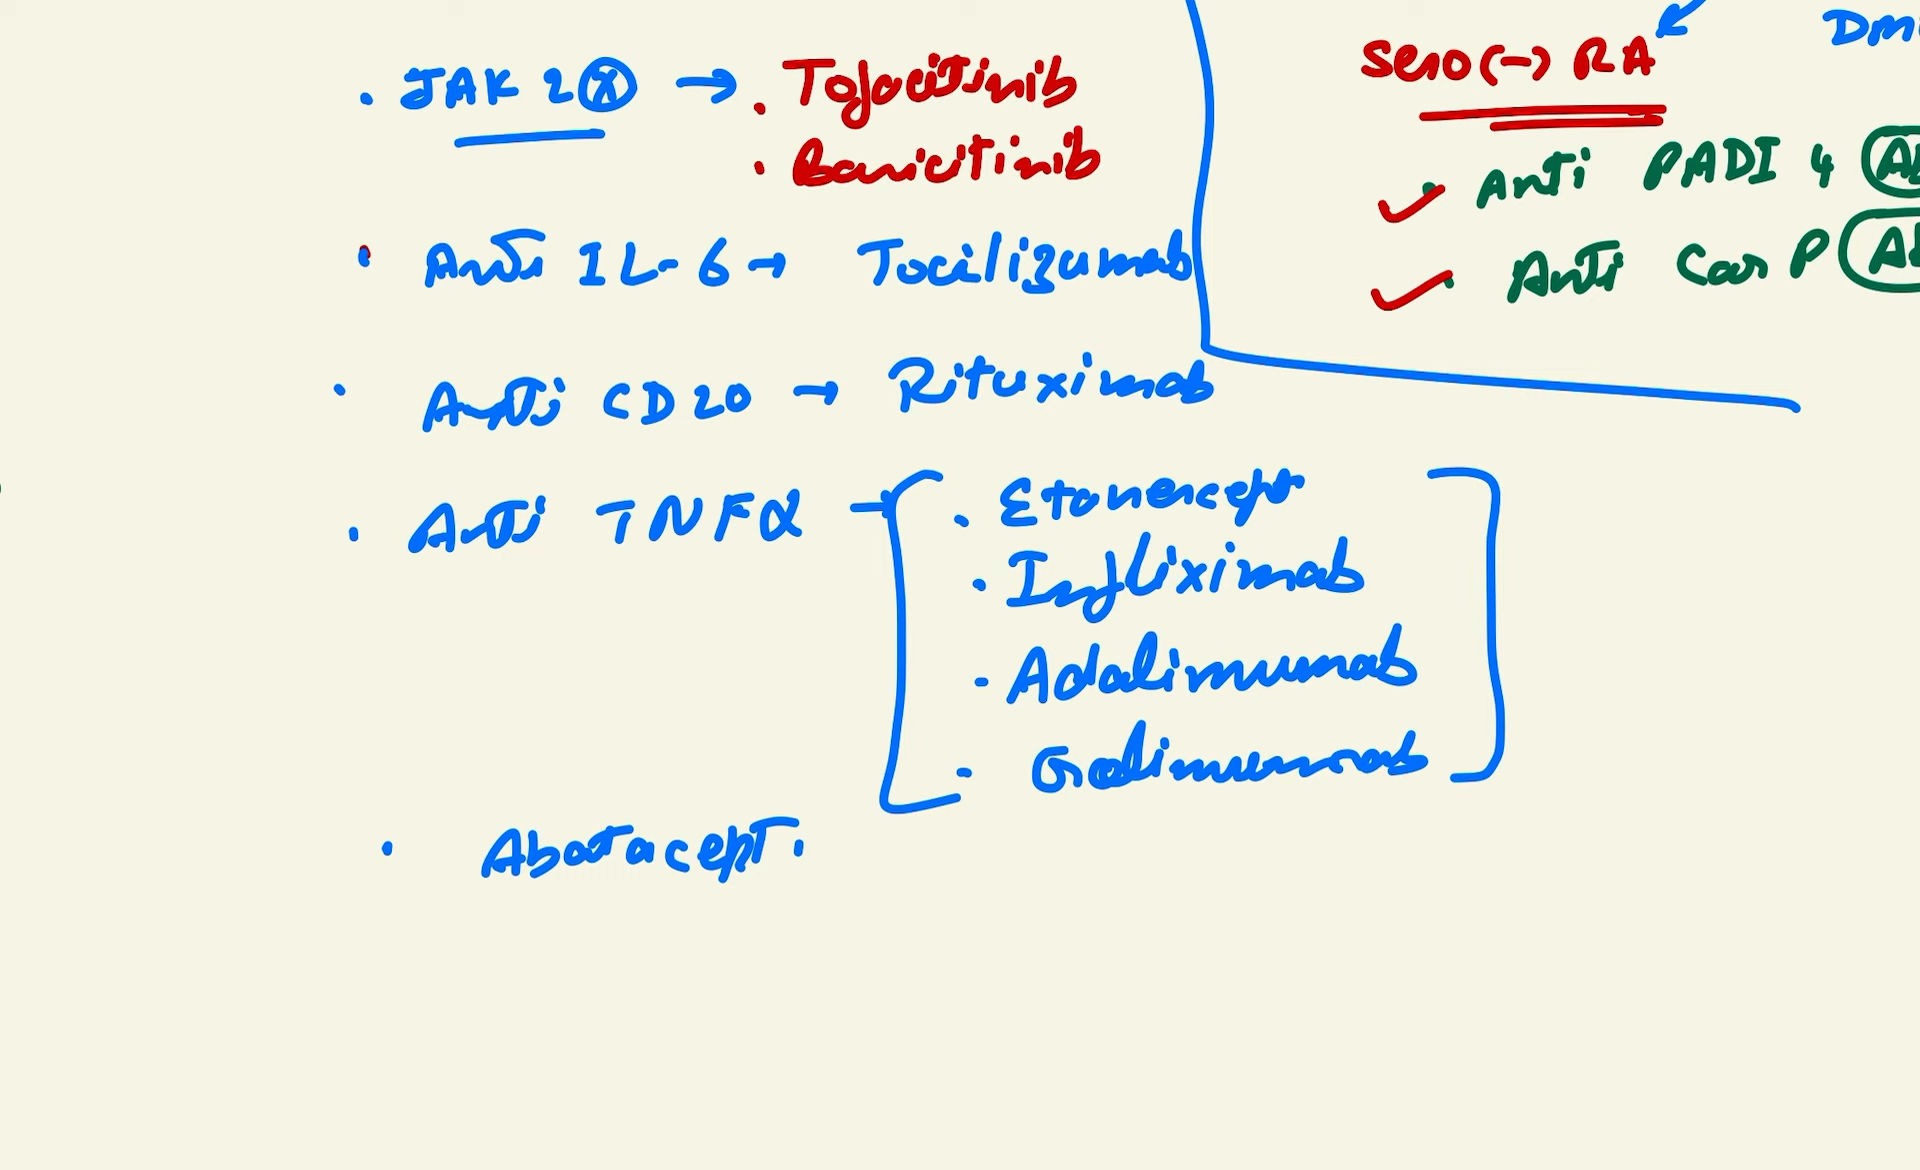 . JAK 2 ⊗ → . Tofacitinib
. Baricitinib
. Anti IL-6 → Tocilizumab
. Anti CD20 → Rituximab
. Anti TNFα → [ . Etanercept
. Infliximab
. Adalimumab
. Golimumab ]
. Abatacept.
Sero (-) RA
✓ Anti PADI 4
✓ Anti Car P